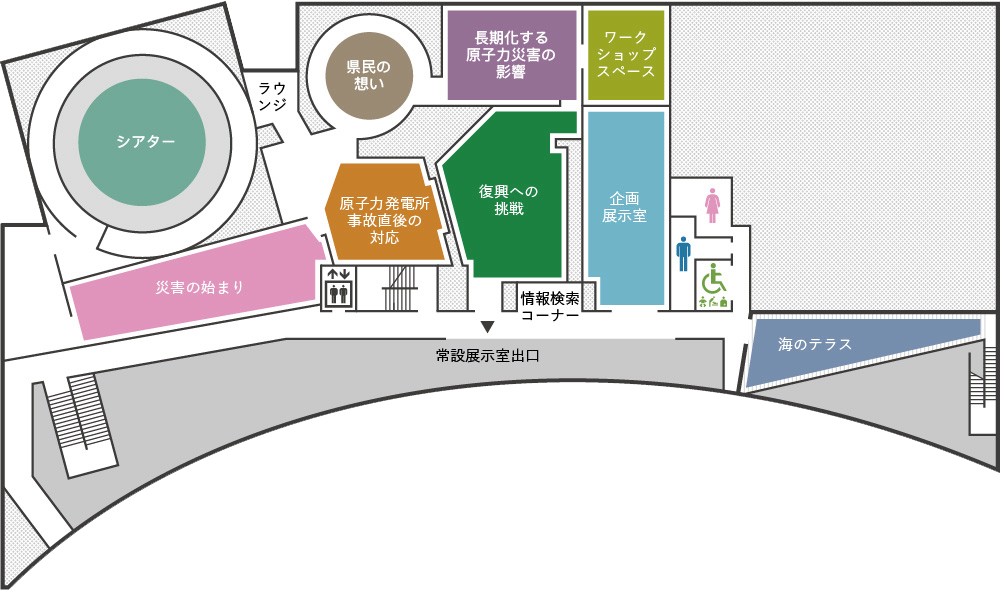 長期化する
原子力災害の
影響
ワーク
ショップ
スペース
県民の
想い
ラウ
ンジ
シアター
原子力発電所
事故直後の
対応
復興への
挑戦
企画
展示室
災害の始まり
情報検索
コーナー
常設展示室出口
海のテラス